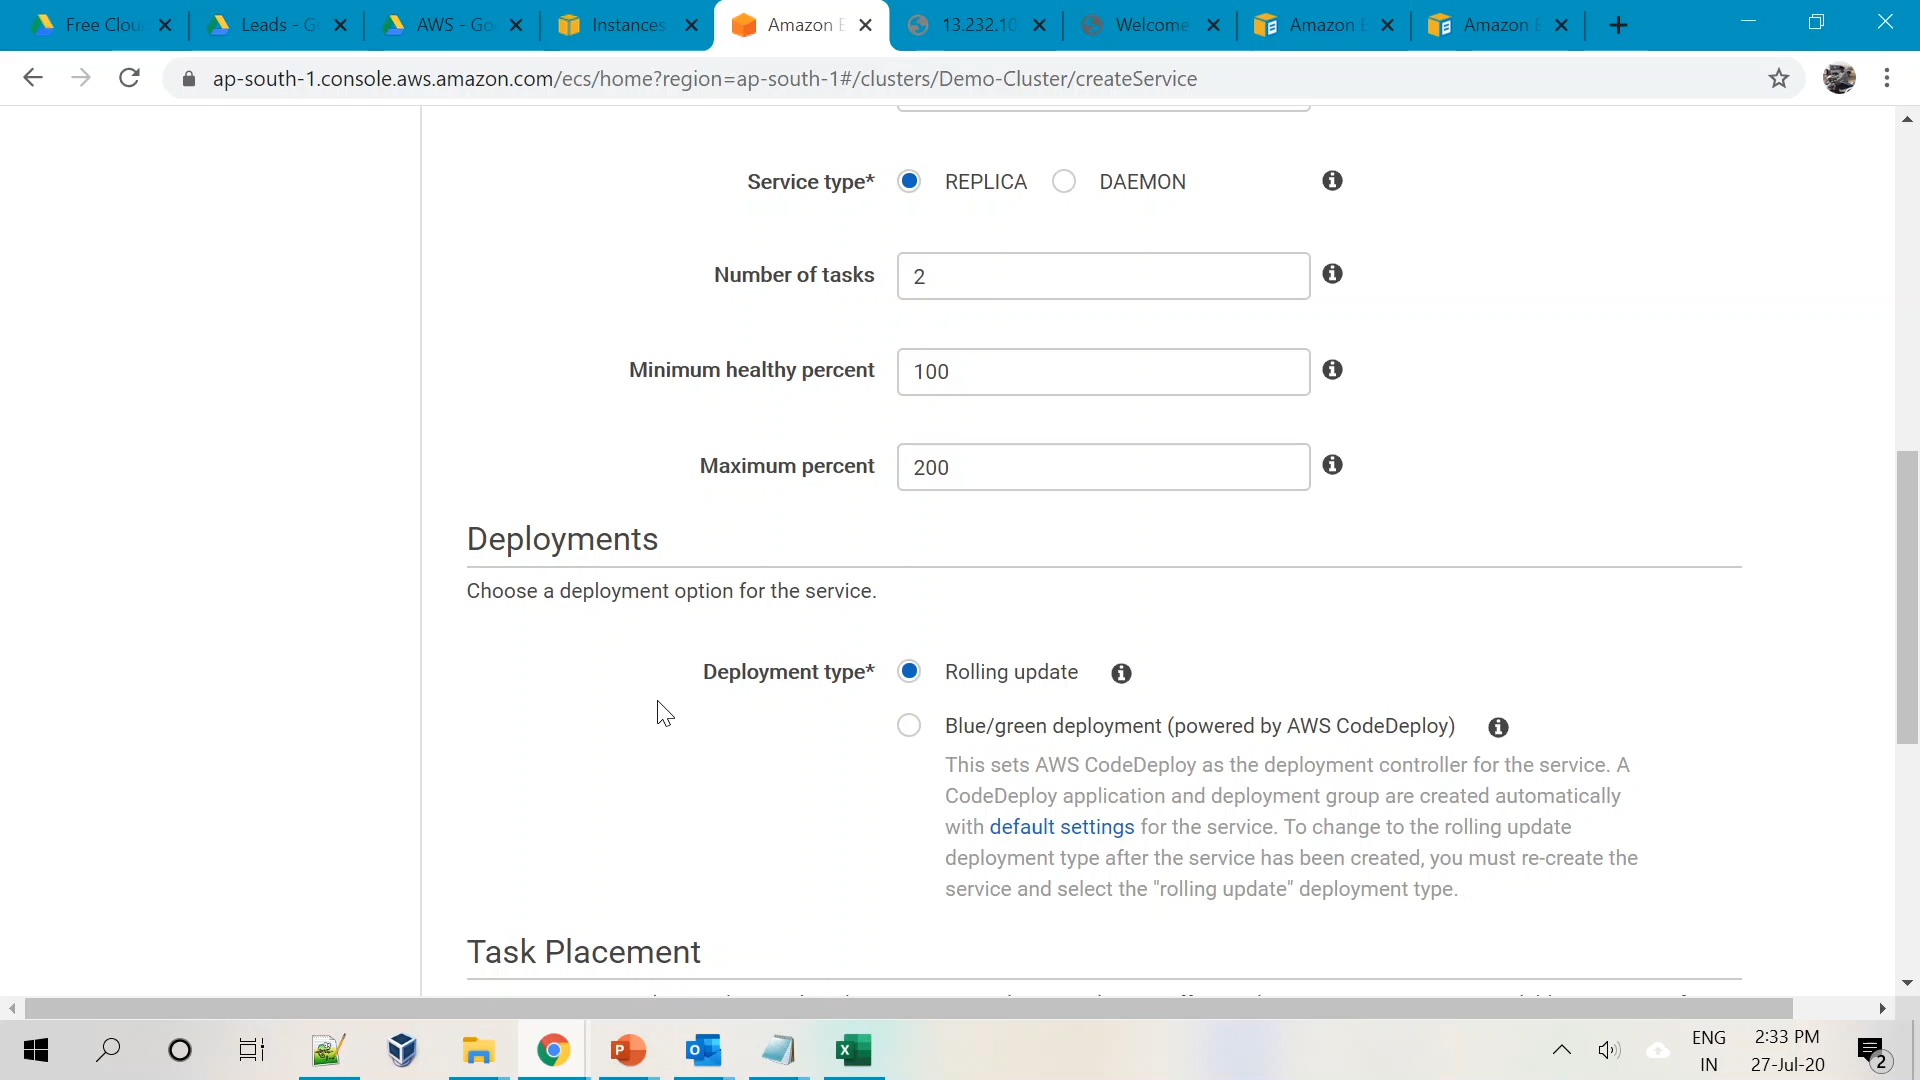 Free Clou
Leads - G
AWS - Go
Instances
Amazon E
13.232.10
Welcome
Amazon E
Amazon E
ap-south-1.console.aws.amazon.com/ecs/home?region=ap-south-1#/clusters/Demo-Cluster/createService
Service type* REPLICA DAEMON
Number of tasks 2
Minimum healthy percent 100
Maximum percent 200
Deployments
Choose a deployment option for the service.
Deployment type* Rolling update
Blue/green deployment (powered by AWS CodeDeploy)
This sets AWS CodeDeploy as the deployment controller for the service. A
CodeDeploy application and deployment group are created automatically
with default settings for the service. To change to the rolling update
deployment type after the service has been created, you must re-create the
service and select the "rolling update" deployment type.
Task Placement
ENG
IN
2:33 PM
27-Jul-20
2